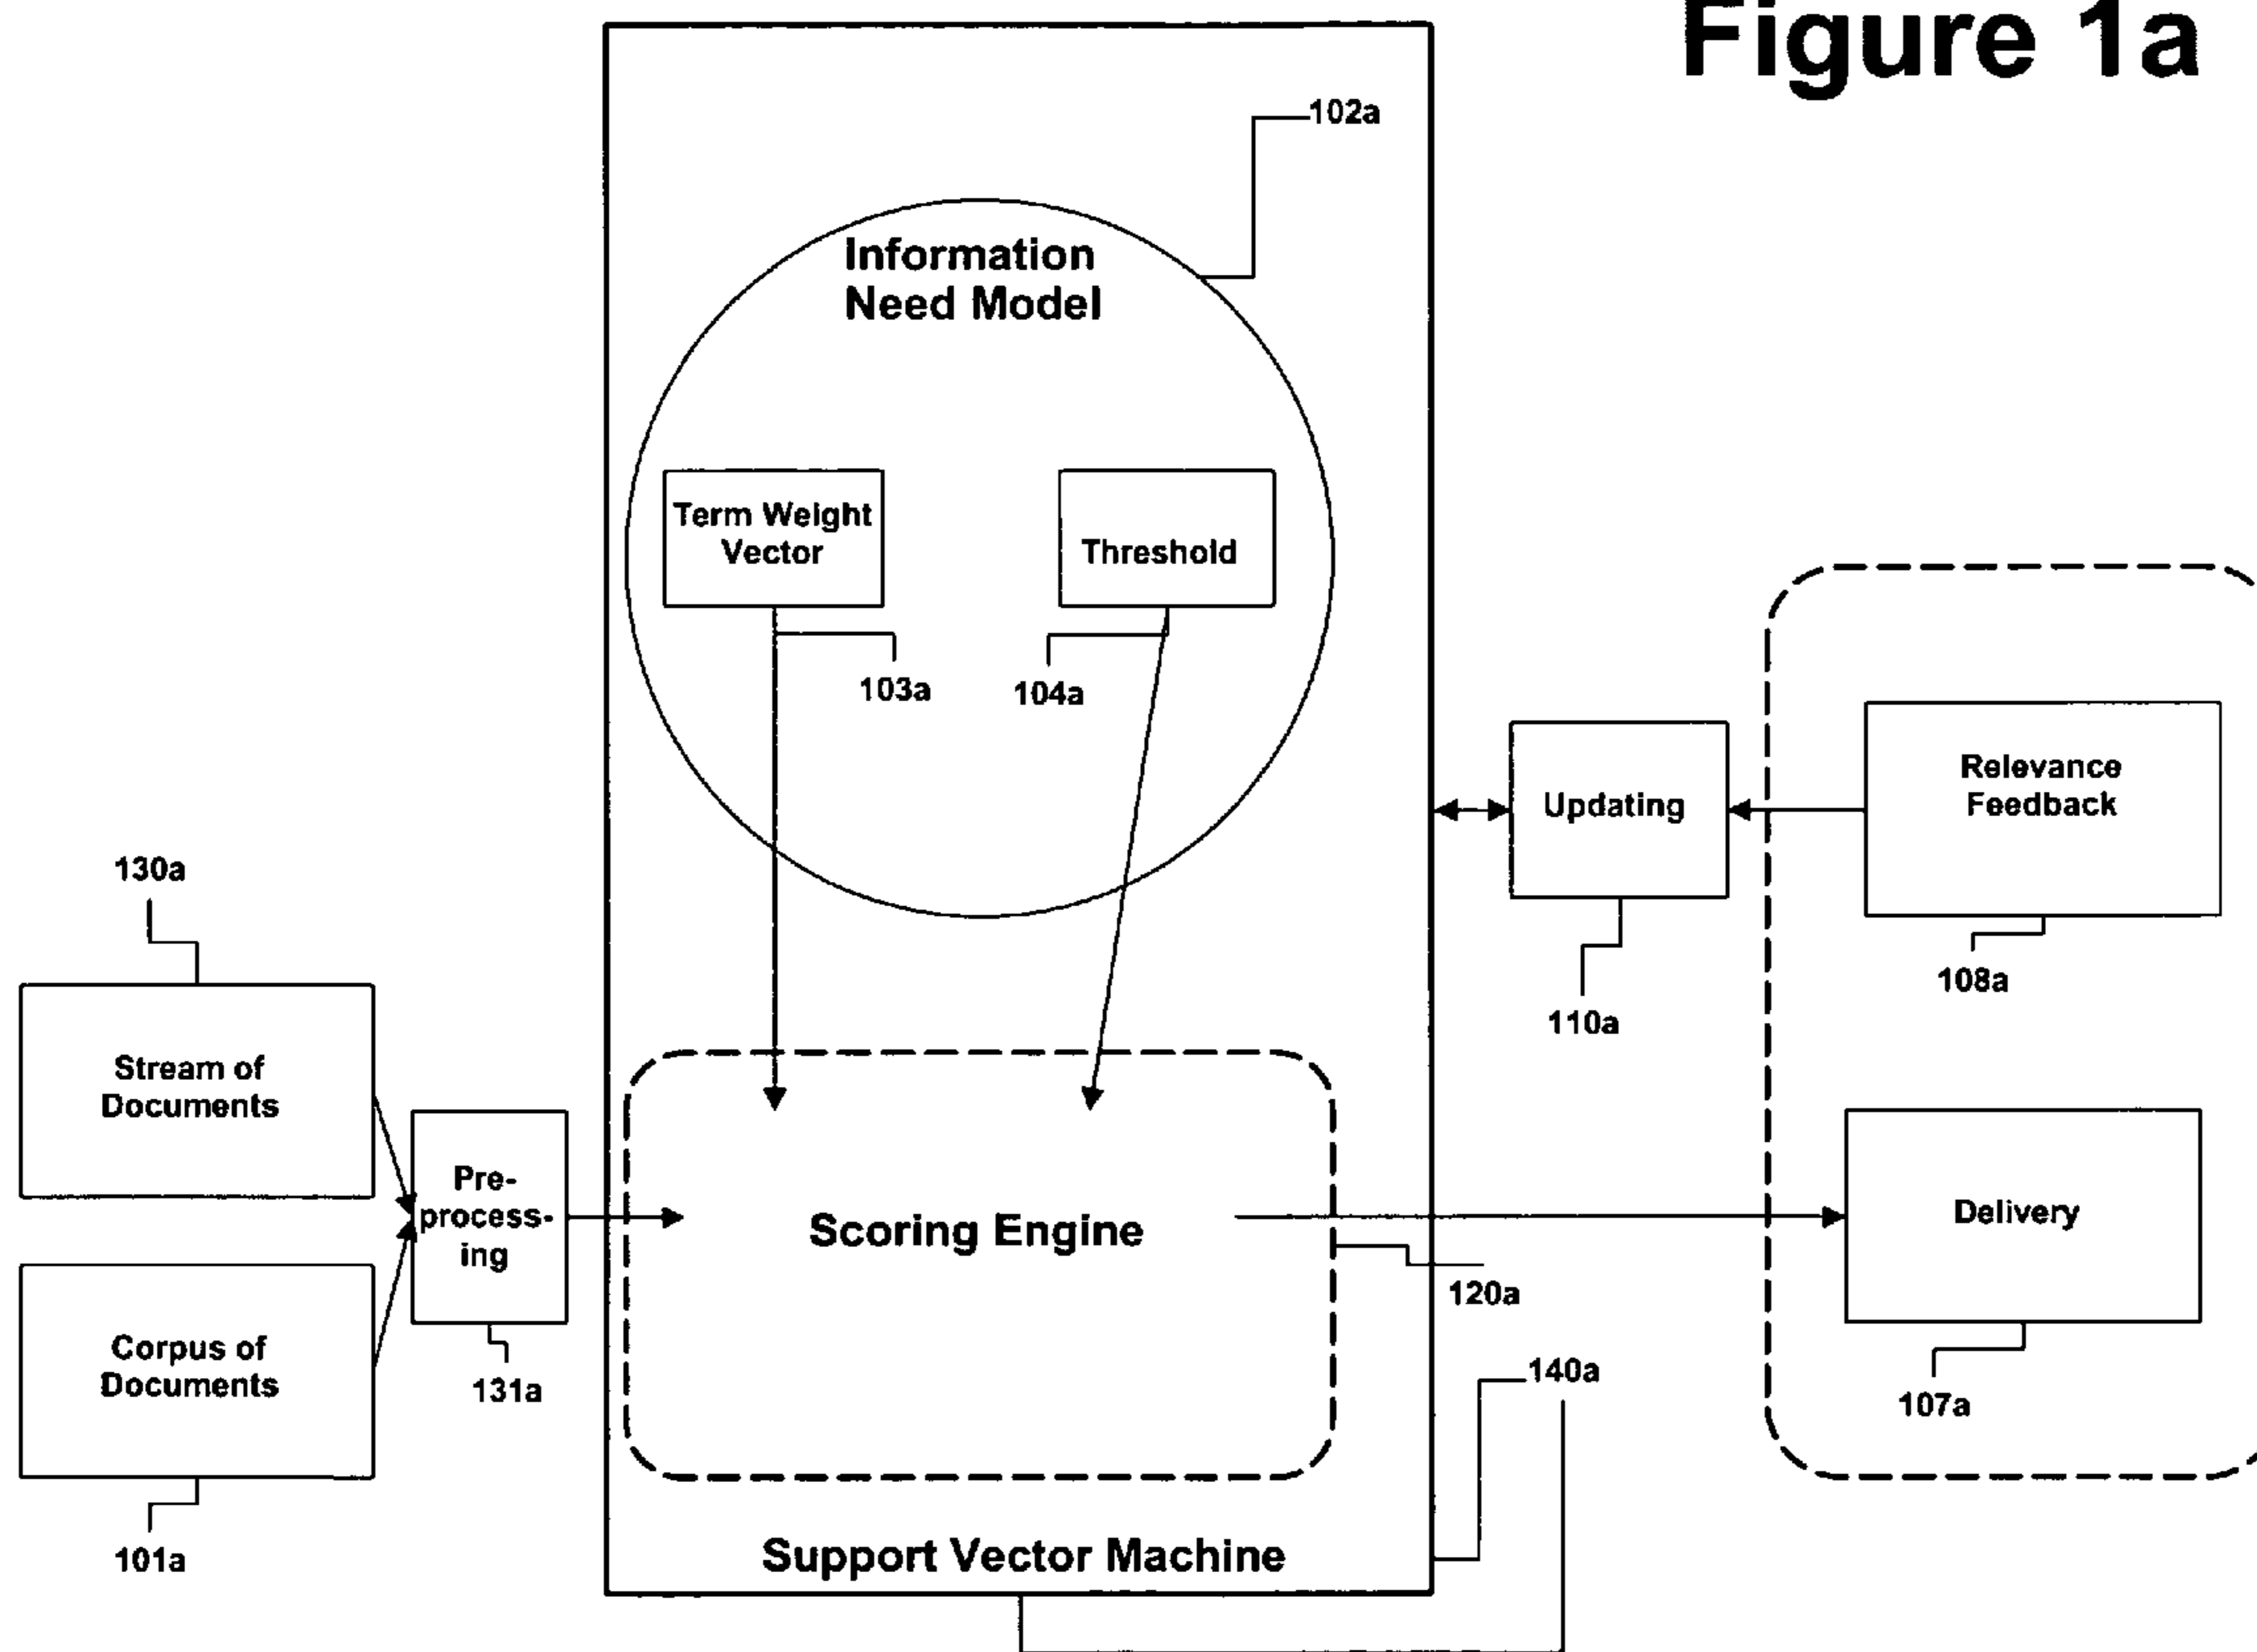 Figure 1a
102a
Information
Need Model
Term Weight
Vector
Threshold
103a
104a
Relevance
Feedback
Updating
130a
108a
110a
Stream of
Documents
Pre-
process-
ing
Scoring Engine
Delivery
120a
Corpus of
Documents
131a
140a
107a
101a
Support Vector Machine